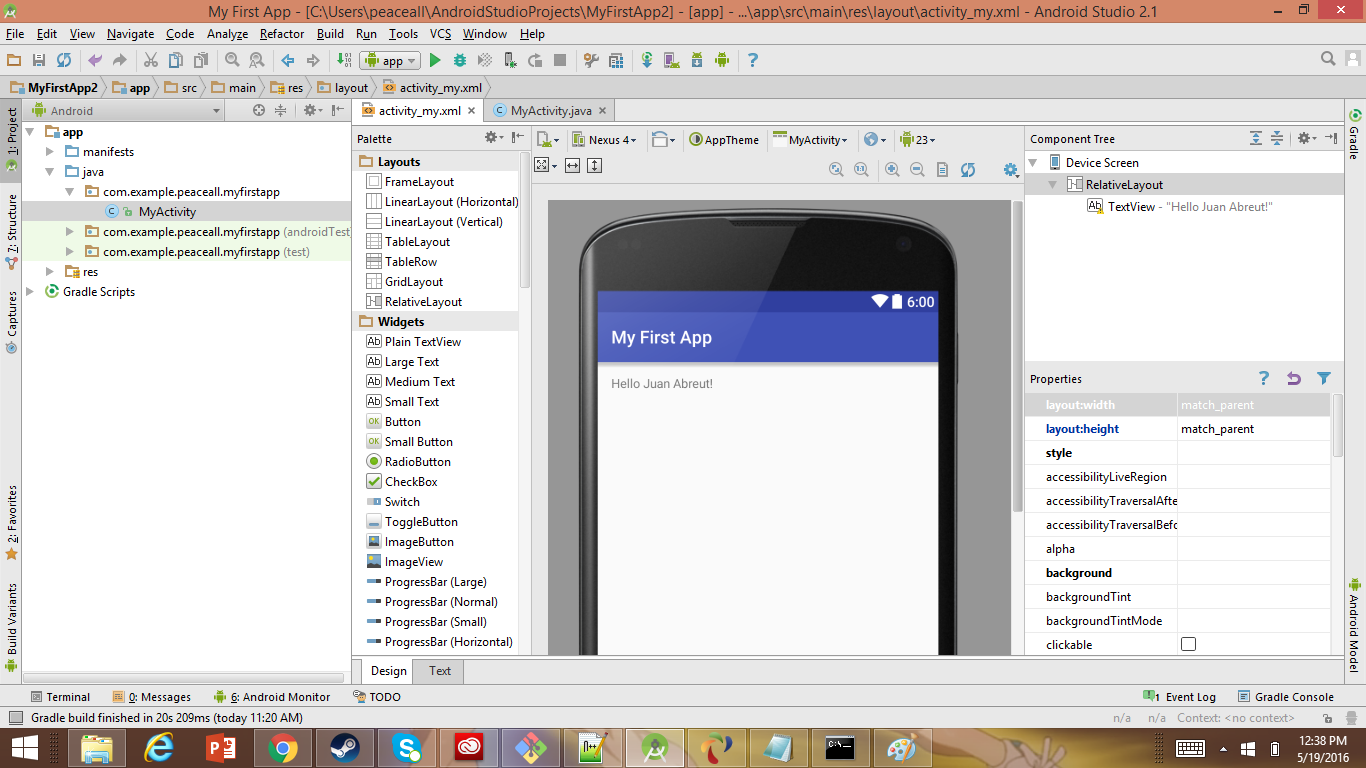 My First App - [C:\Users\peaceall\AndroidStudioProjects\MyFirstApp2] - [app] - ...\app\src\main\res\layout\activity_my.xml - Android Studio 2.1
File Edit View Navigate Code Analyze Refactor Build Run Tools VCS Window Help
app
MyFirstApp2 app src main res layout activity_my.xml
1: Project
7: Structure
Captures
2: Favorites
Build Variants
Android
app
manifests
java
com.example.peaceall.myfirstapp
MyActivity
com.example.peaceall.myfirstapp (androidTest
com.example.peaceall.myfirstapp (test)
res
Gradle Scripts
activity_my.xml MyActivity.java
Palette
Layouts
FrameLayout
LinearLayout (Horizontal)
LinearLayout (Vertical)
TableLayout
TableRow
GridLayout
RelativeLayout
Widgets
Plain TextView
Large Text
Medium Text
Small Text
Button
Small Button
RadioButton
CheckBox
Switch
ToggleButton
ImageButton
ImageView
ProgressBar (Large)
ProgressBar (Normal)
ProgressBar (Small)
ProgressBar (Horizontal)
Nexus 4 AppTheme MyActivity 23
6:00
My First App
Hello Juan Abreut!
Design Text
Component Tree
Device Screen
RelativeLayout
TextView - "Hello Juan Abreut!"
Properties
layout:width match_parent
layout:height match_parent
style
accessibilityLiveRegion
accessibilityTraversalAfte
accessibilityTraversalBefo
alpha
background
backgroundTint
backgroundTintMode
clickable
Gradle
Android Model
Terminal 0: Messages 6: Android Monitor TODO 1 Event Log Gradle Console
Gradle build finished in 20s 209ms (today 11:20 AM) n/a n/a Context: <no context>
12:38 PM
5/19/2016